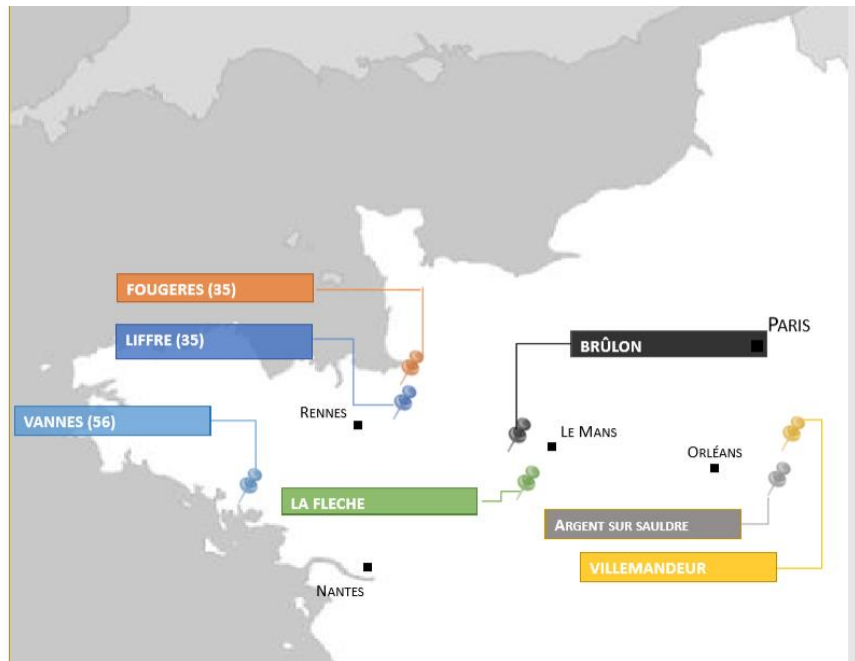 FOUGERES (35)
PARIS
LIFFRE (35)
BRÛLON
RENNES
VANNES (56)
LE MANS
ORLÉANS
LA FLECHE
ARGENT SUR SAULDRE
VILLEMANDEUR
NANTES